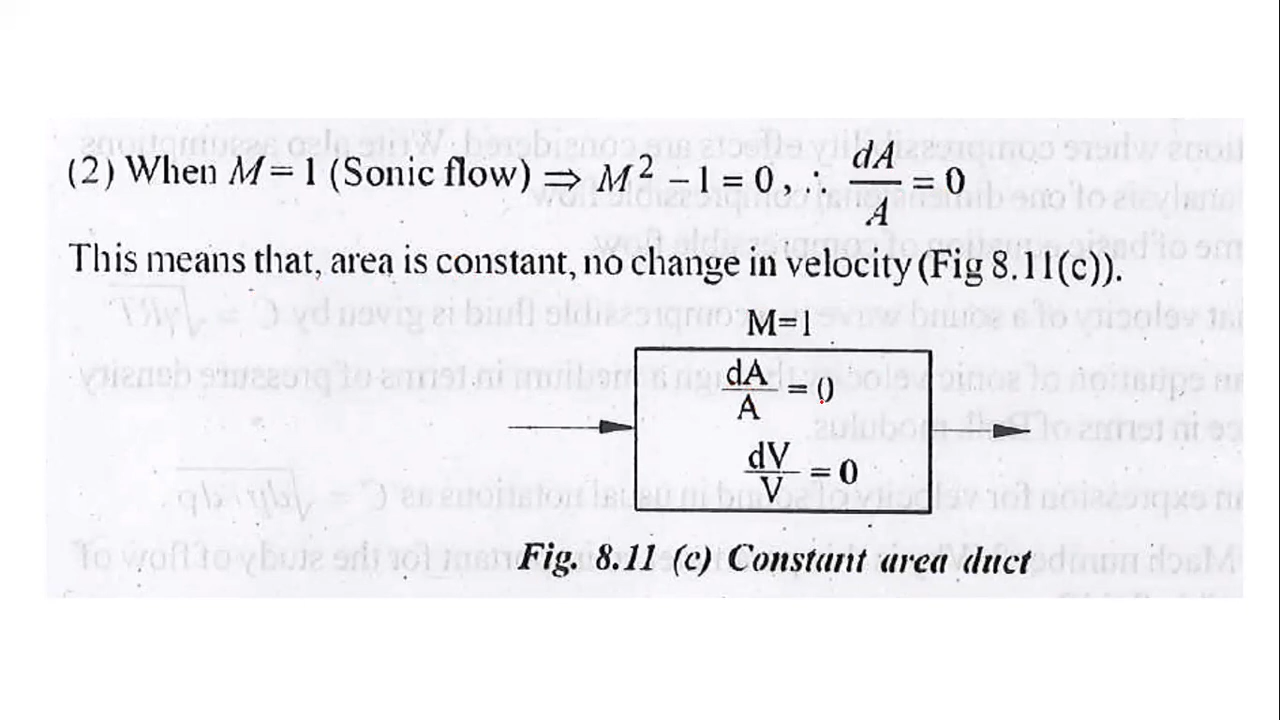 (2) When M = 1 (Sonic flow) ⇒ M² − 1 = 0, ∴ dA/A = 0
This means that, area is constant, no change in velocity (Fig 8.11(c)).
M=1
dA/A = 0
dV/V = 0
Fig. 8.11 (c) Constant area duct